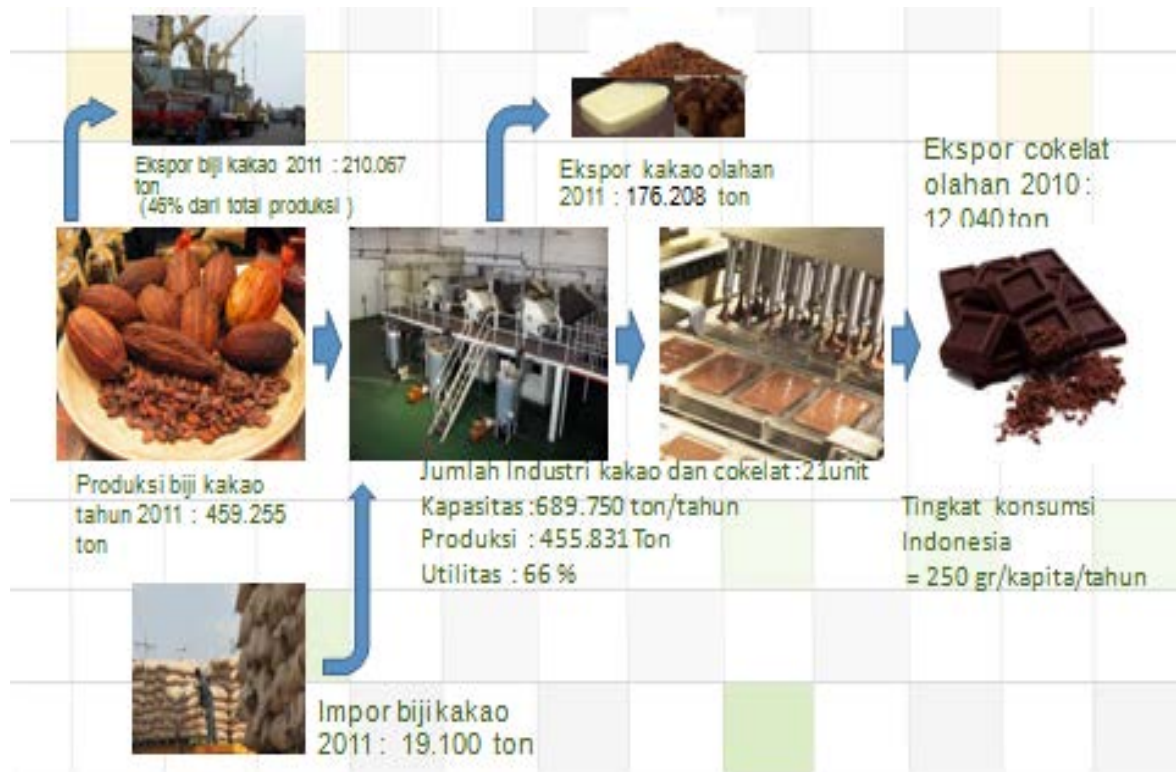 Ekspor biji kakao 2011 : 210.067
ton
(46% dari total produksi )
Ekspor kakao olahan
2011 : 176.208 ton
Ekspor cokelat
olahan 2010 :
12.040 ton
Produksi biji kakao
tahun 2011 : 459.255
ton
Jumlah Industri kakao dan cokelat :21unit
Kapasitas :689.750 ton/tahun
Produksi : 455.831 Ton
Utilitas : 66 %
Tingkat konsumsi
Indonesia
= 250 gr/kapita/tahun
Impor biji kakao
2011 : 19.100 ton